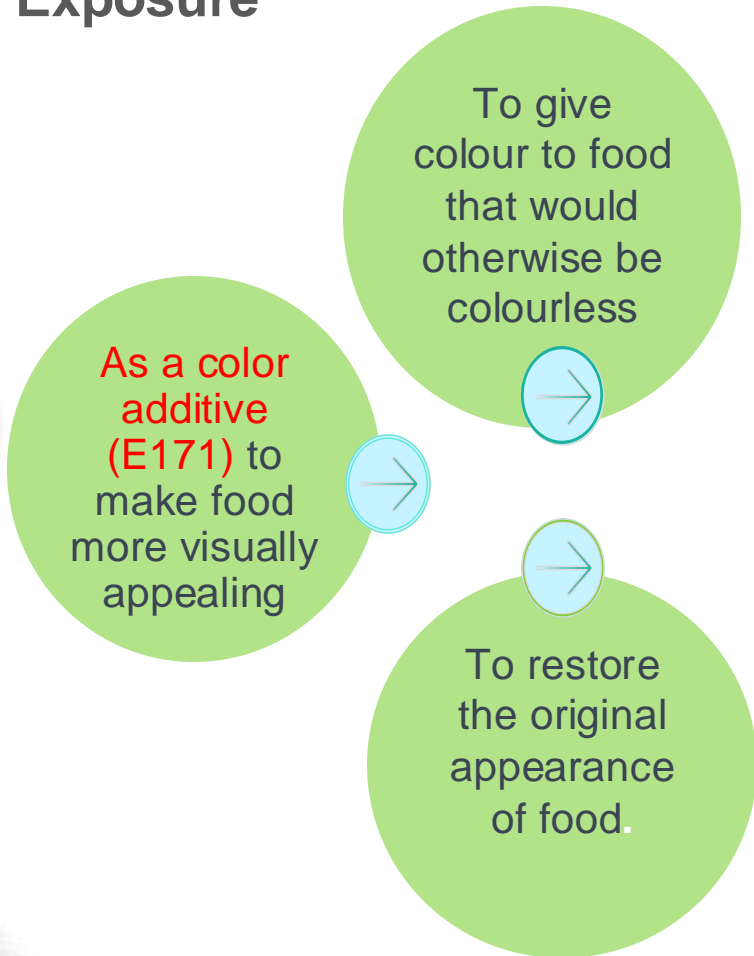 Exposure
To give
colour to food
that would
otherwise be
colourless
As a color
additive
(E171) to
make food
more visually
appealing
To restore
the original
appearance
of food.